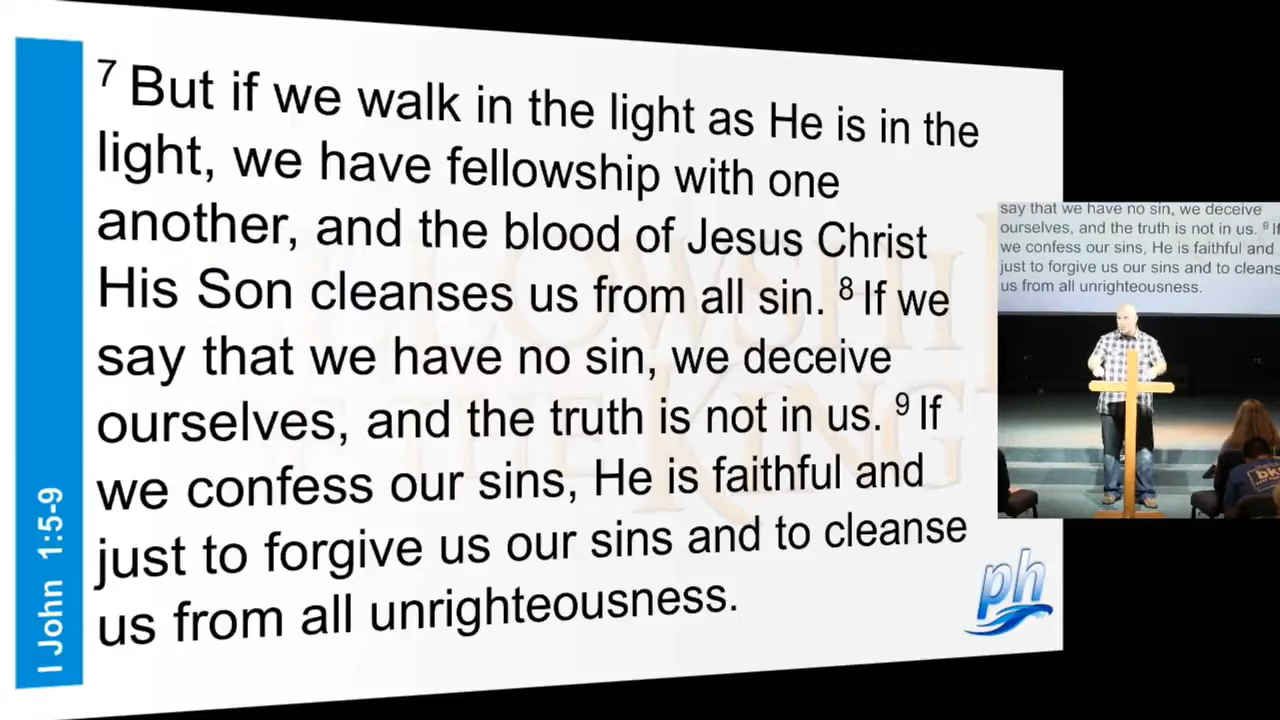 ⁷ But if we walk in the light as He is in the
light, we have fellowship with one
another, and the blood of Jesus Christ
His Son cleanses us from all sin. ⁸ If we
say that we have no sin, we deceive
ourselves, and the truth is not in us. ⁹ If
we confess our sins, He is faithful and
just to forgive us our sins and to cleanse
us from all unrighteousness.
I John 1:5-9
FELLOWSHIP
OF THE KING
ph
say that we have no sin, we deceive
ourselves, and the truth is not in us. ⁹ If
we confess our sins, He is faithful and
just to forgive us our sins and to cleans
us from all unrighteousness.
ph